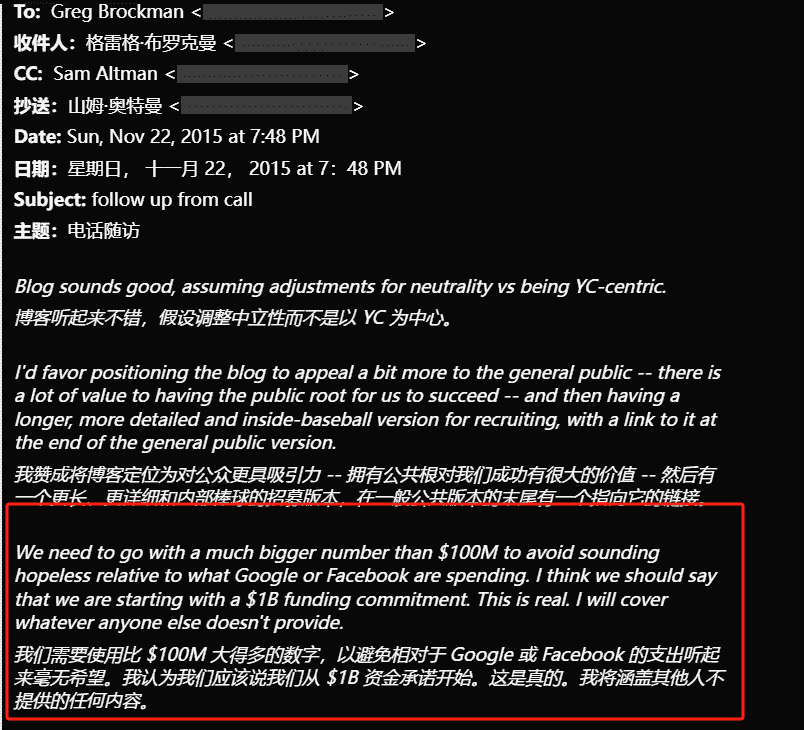 To: Greg Brockman < >
收件人：格雷格·布罗克曼 < >
CC: Sam Altman < >
抄送：山姆·奥特曼 < >
Date: Sun, Nov 22, 2015 at 7:48 PM
日期：星期日， 十一月 22， 2015 at 7：48 PM
Subject: follow up from call
主题：电话随访
Blog sounds good, assuming adjustments for neutrality vs being YC-centric.
博客听起来不错，假设调整中立性而不是以 YC 为中心。
I'd favor positioning the blog to appeal a bit more to the general public -- there is
a lot of value to having the public root for us to succeed -- and then having a
longer, more detailed and inside-baseball version for recruiting, with a link to it at
the end of the general public version.
我赞成将博客定位为对公众更具吸引力 -- 拥有公共根对我们成功有很大的价值 -- 然后有
一个更长、更详细和内部棒球的招募版本，在一般公共版本的末尾有一个指向它的链接。
We need to go with a much bigger number than $100M to avoid sounding
hopeless relative to what Google or Facebook are spending. I think we should say
that we are starting with a $1B funding commitment. This is real. I will cover
whatever anyone else doesn't provide.
我们需要使用比 $100M 大得多的数字，以避免相对于 Google 或 Facebook 的支出听起
来毫无希望。我认为我们应该说我们从 $1B 资金承诺开始。这是真的。我将涵盖其他人不
提供的任何内容。